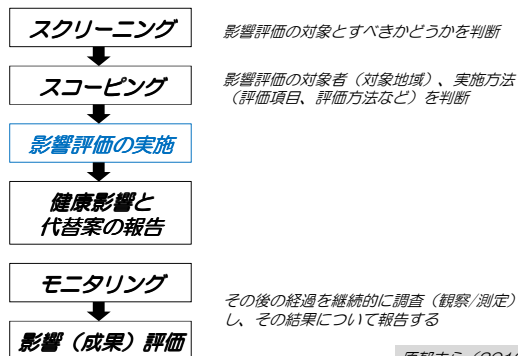 スクリーニング
影響評価の対象とすべきかどうかを判断
スコーピング
影響評価の対象者（対象地域）、実施方法
（評価項目、評価方法など）を判断
影響評価の実施
健康影響と
代替案の報告
モニタリング
その後の経過を継続的に調査（観察/測定）
し、その結果について報告する
影響（成果）評価